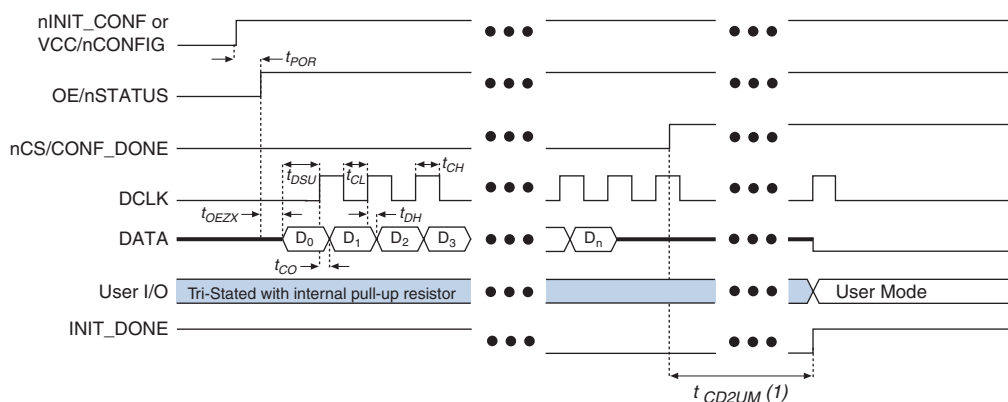 nINIT_CONF or
VCC/nCONFIG
tPOR
OE/nSTATUS
nCS/CONF_DONE
tDSU
tCL
tCH
DCLK
tOEZX
tDH
DATA
D0
D1
D2
D3
Dn
tCO
User I/O
Tri-Stated with internal pull-up resistor
User Mode
INIT_DONE
t CD2UM (1)